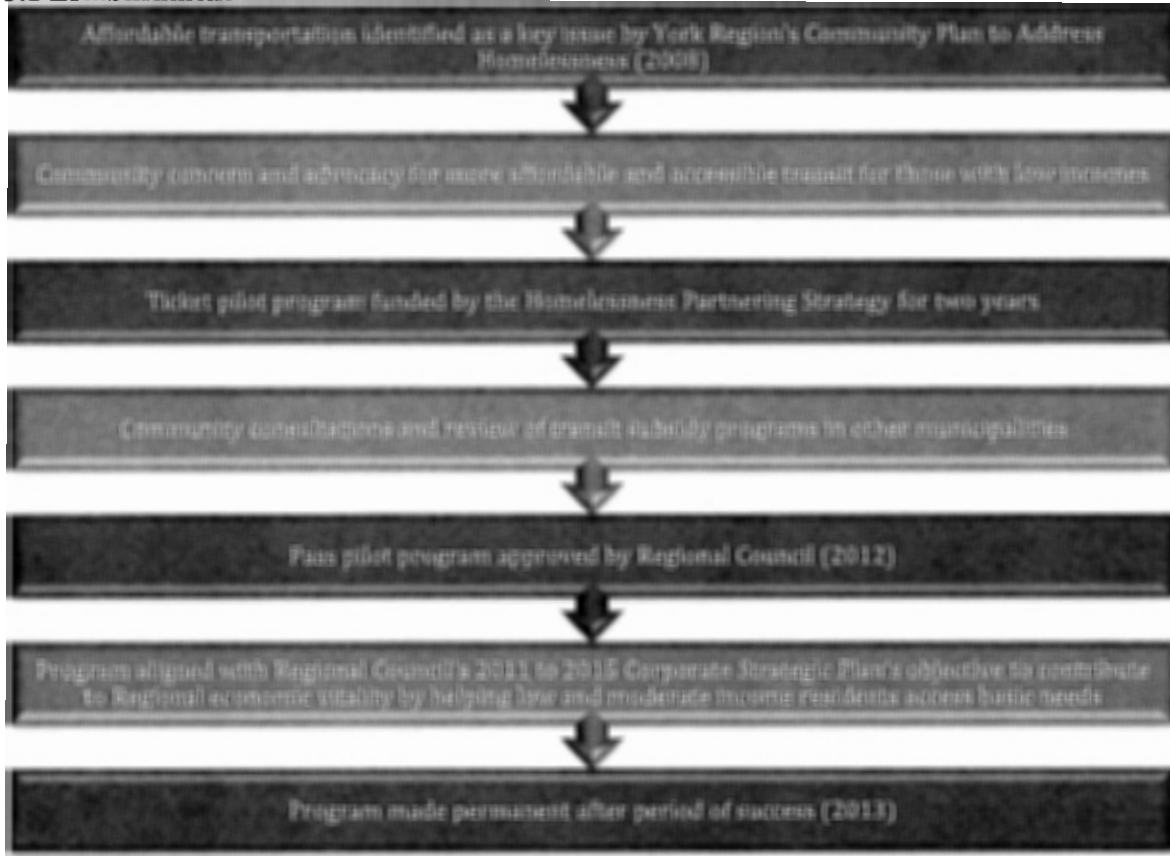 Affordable transportation identified as a key issue by York Region's Community Plan to Address
Homelessness (2008)
Community concern and advocacy for more affordable and accessible transit for those with low incomes
Ticket pilot program funded by the Homelessness Partnering Strategy for two years
Community consultations and review of transit subsidy programs in other municipalities
Pass pilot program approved by Regional Council (2012)
Program aligned with Regional Council's 2011 to 2015 Corporate Strategic Plan's objective to contribute
to Regional economic vitality by helping low and moderate income residents access basic needs
Program made permanent after period of success (2013)